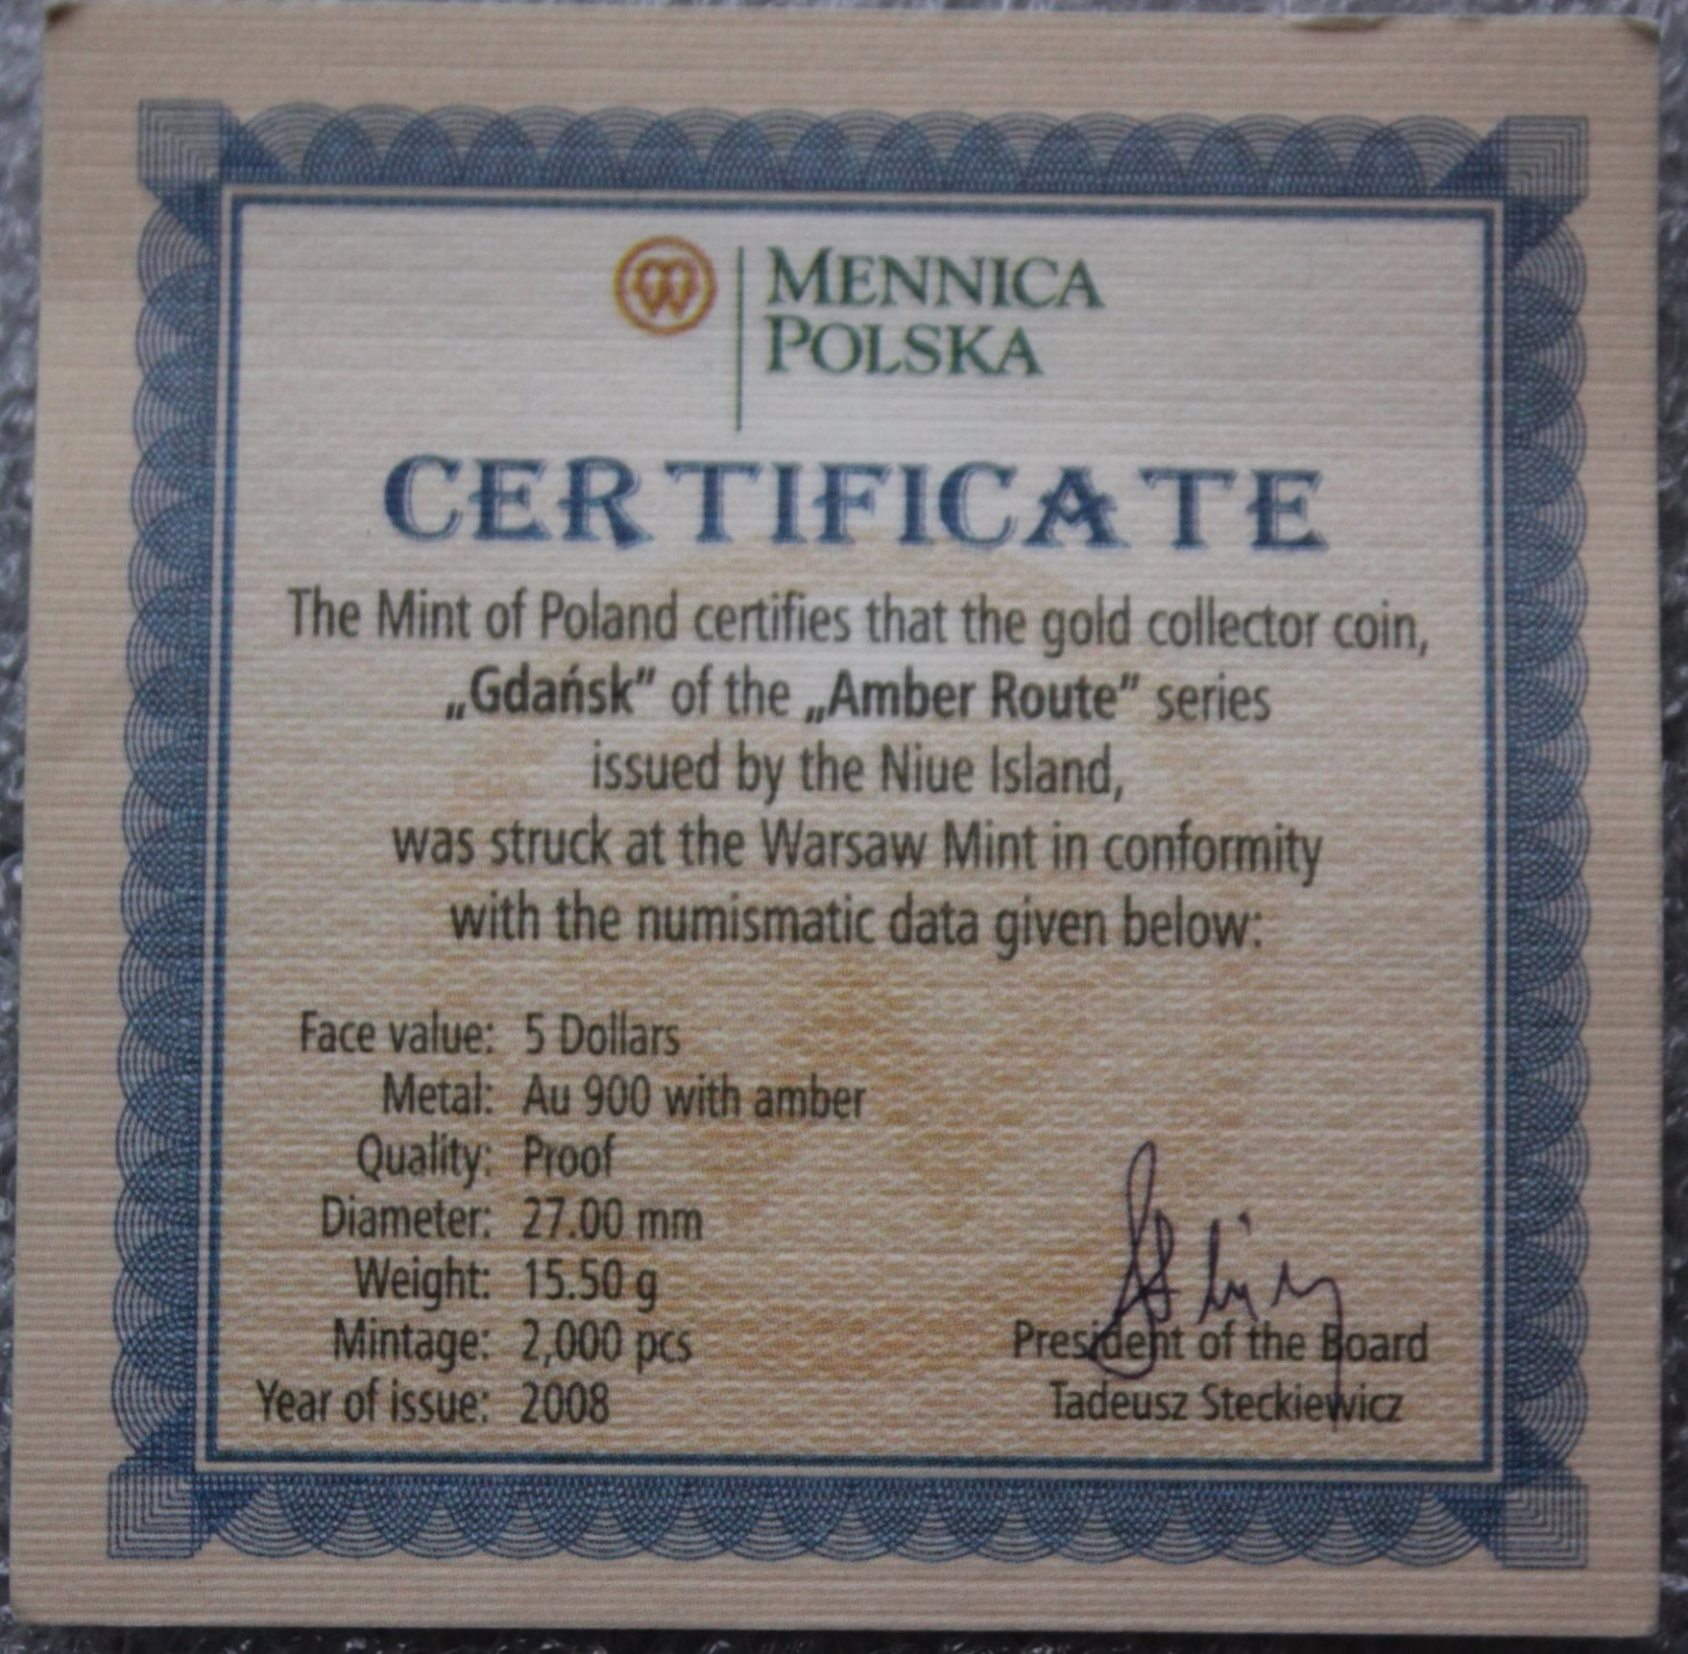 MENNICA
POLSKA
CERTIFICATE
The Mint of Poland certifies that the gold collector coin,
„Gdańsk” of the „Amber Route” series
issued by the Niue Island,
was struck at the Warsaw Mint in conformity
with the numismatic data given below:
Face value: 5 Dollars
Metal: Au 900 with amber
Quality: Proof
Diameter: 27.00 mm
Weight: 15.50 g
Mintage: 2,000 pcs
Year of issue: 2008
President of the Board
Tadeusz Steckiewicz